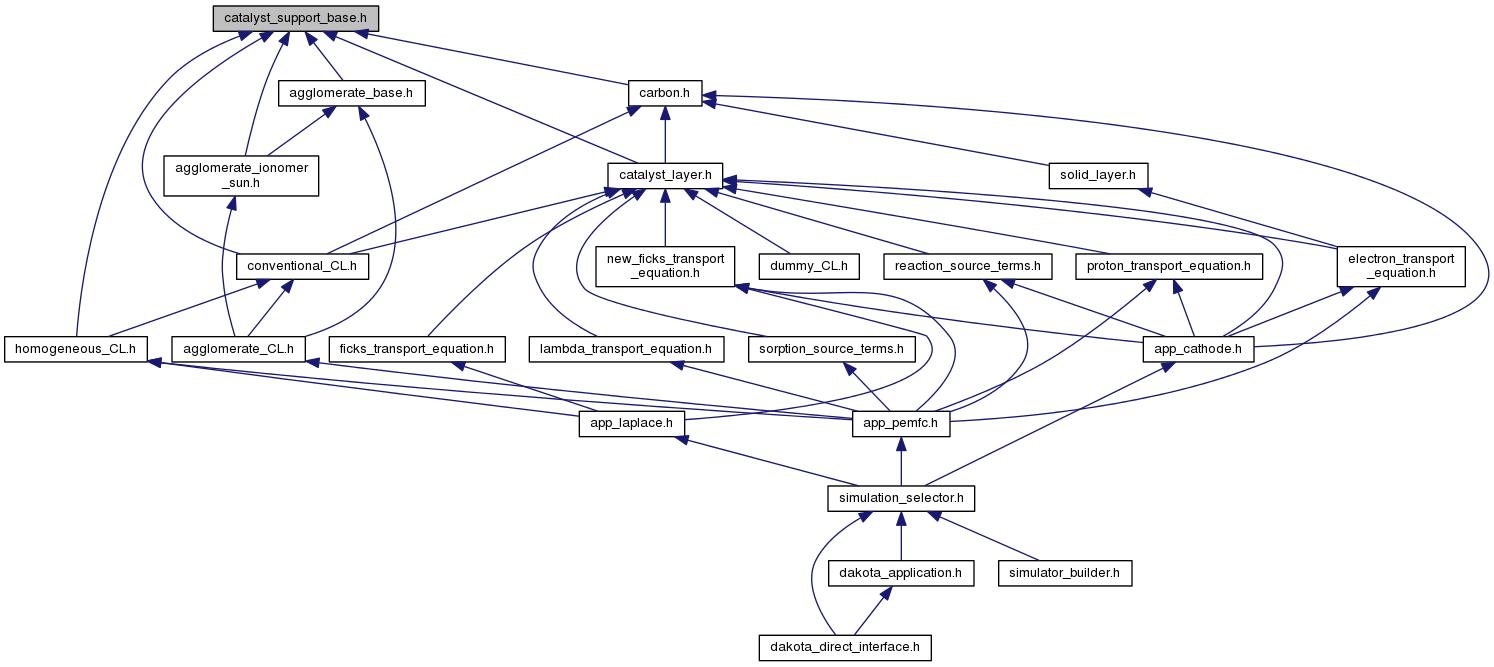 catalyst_support_base.h
agglomerate_base.h
carbon.h
agglomerate_ionomer
_sun.h
catalyst_layer.h
solid_layer.h
conventional_CL.h
new_ficks_transport
_equation.h
dummy_CL.h
reaction_source_terms.h
proton_transport_equation.h
electron_transport
_equation.h
homogeneous_CL.h
agglomerate_CL.h
ficks_transport_equation.h
lambda_transport_equation.h
sorption_source_terms.h
app_cathode.h
app_laplace.h
app_pemfc.h
simulation_selector.h
dakota_application.h
simulator_builder.h
dakota_direct_interface.h